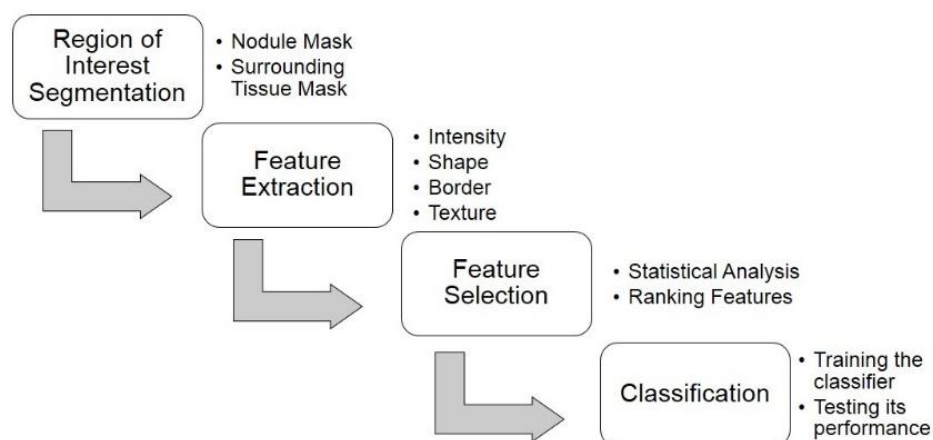 Region of
Interest
Segmentation
• Nodule Mask
• Surrounding
Tissue Mask
Feature
Extraction
• Intensity
• Shape
• Border
• Texture
Feature
Selection
• Statistical Analysis
• Ranking Features
Classification
• Training the
classifier
• Testing its
performance